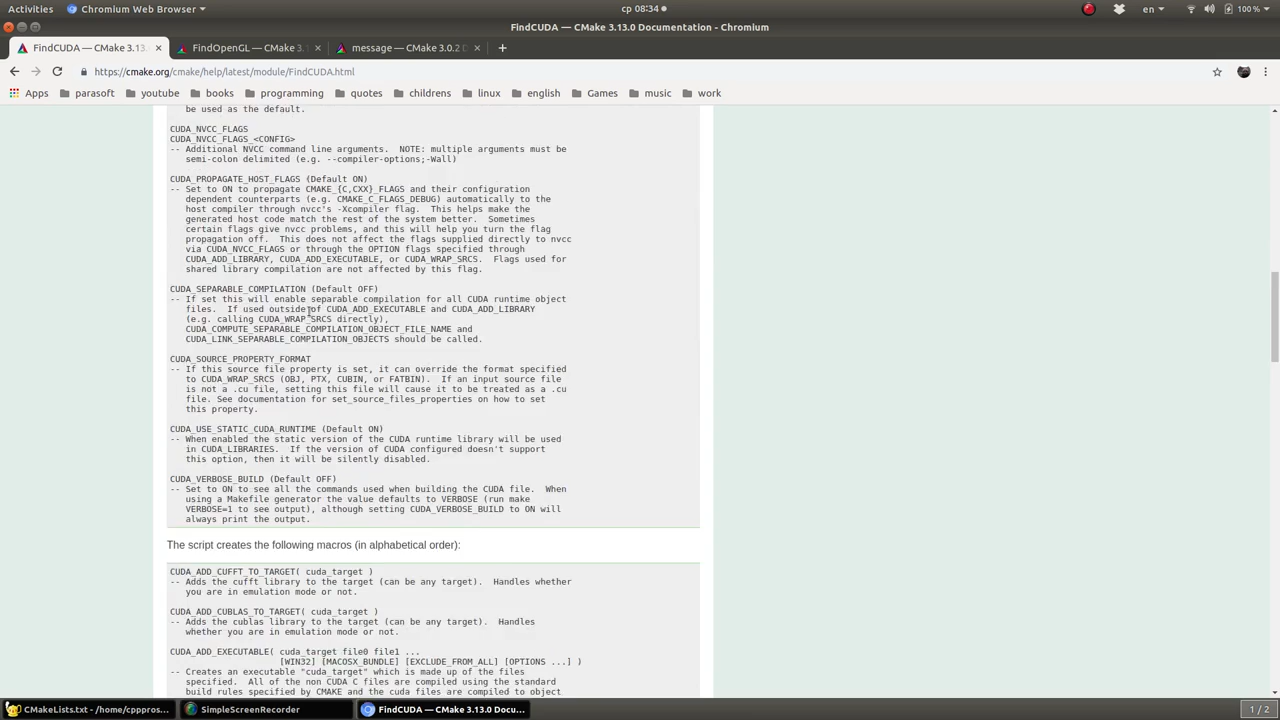 Activities
Chromium Web Browser
ср 08:34
en
100 %
FindCUDA — CMake 3.13.0 Documentation - Chromium
FindCUDA — CMake 3.13.
FindOpenGL — CMake 3.
message — CMake 3.0.2 D
https://cmake.org/cmake/help/latest/module/FindCUDA.html
Apps
parasoft
youtube
books
programming
quotes
childrens
linux
english
Games
music
work
be used as the default.
CUDA_NVCC_FLAGS
CUDA_NVCC_FLAGS_<CONFIG>
-- Additional NVCC command line arguments.  NOTE: multiple arguments must be
semi-colon delimited (e.g. --compiler-options;-Wall)
CUDA_PROPAGATE_HOST_FLAGS (Default ON)
-- Set to ON to propagate CMAKE_{C,CXX}_FLAGS and their configuration
dependent counterparts (e.g. CMAKE_C_FLAGS_DEBUG) automatically to the
host compiler through nvcc's -Xcompiler flag.  This helps make the
generated host code match the rest of the system better.  Sometimes
certain flags give nvcc problems, and this will help you turn the flag
propagation off.  This does not affect the flags supplied directly to nvcc
via CUDA_NVCC_FLAGS or through the OPTION flags specified through
CUDA_ADD_LIBRARY, CUDA_ADD_EXECUTABLE, or CUDA_WRAP_SRCS.  Flags used for
shared library compilation are not affected by this flag.
CUDA_SEPARABLE_COMPILATION (Default OFF)
-- If set this will enable separable compilation for all CUDA runtime object
files.  If used outside of CUDA_ADD_EXECUTABLE and CUDA_ADD_LIBRARY
(e.g. calling CUDA_WRAP_SRCS directly),
CUDA_COMPUTE_SEPARABLE_COMPILATION_OBJECT_FILE_NAME and
CUDA_LINK_SEPARABLE_COMPILATION_OBJECTS should be called.
CUDA_SOURCE_PROPERTY_FORMAT
-- If this source file property is set, it can override the format specified
to CUDA_WRAP_SRCS (OBJ, PTX, CUBIN, or FATBIN).  If an input source file
is not a .cu file, setting this file will cause it to be treated as a .cu
file. See documentation for set_source_files_properties on how to set
this property.
CUDA_USE_STATIC_CUDA_RUNTIME (Default ON)
-- When enabled the static version of the CUDA runtime library will be used
in CUDA_LIBRARIES.  If the version of CUDA configured doesn't support
this option, then it will be silently disabled.
CUDA_VERBOSE_BUILD (Default OFF)
-- Set to ON to see all the commands used when building the CUDA file.  When
using a Makefile generator the value defaults to VERBOSE (run make
VERBOSE=1 to see output), although setting CUDA_VERBOSE_BUILD to ON will
always print the output.
The script creates the following macros (in alphabetical order):
CUDA_ADD_CUFFT_TO_TARGET( cuda_target )
-- Adds the cufft library to the target (can be any target).  Handles whether
you are in emulation mode or not.
CUDA_ADD_CUBLAS_TO_TARGET( cuda_target )
-- Adds the cublas library to the target (can be any target).  Handles
whether you are in emulation mode or not.
CUDA_ADD_EXECUTABLE( cuda_target file0 file1 ...
[WIN32] [MACOSX_BUNDLE] [EXCLUDE_FROM_ALL] [OPTIONS ...] )
-- Creates an executable "cuda_target" which is made up of the files
specified.  All of the non CUDA C files are compiled using the standard
build rules specified by CMAKE and the cuda files are compiled to object
CMakeLists.txt - /home/cpppros...
SimpleScreenRecorder
FindCUDA — CMake 3.13.0 Docu...
1 / 2